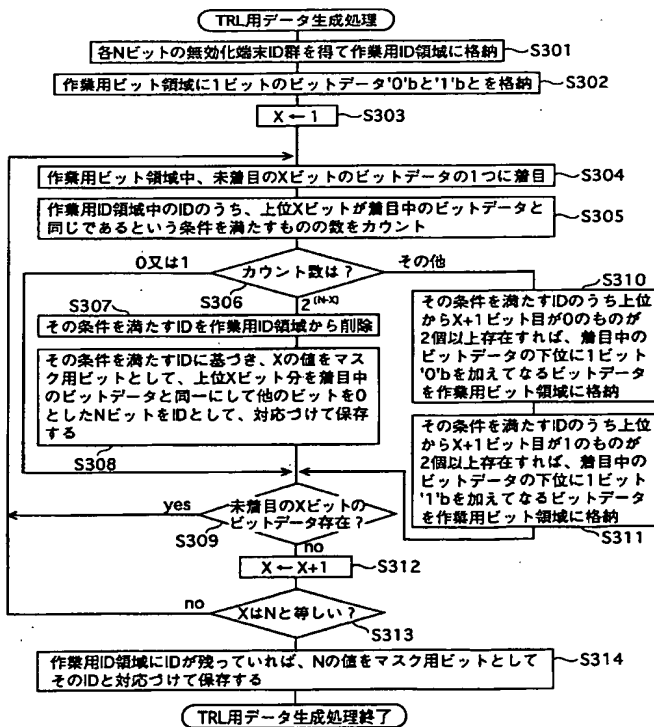 TRL用データ生成処理
各Nビットの無効化端末ID群を得て作業用ID領域に格納
S301
作業用ビット領域に1ビットのビットデータ'0'bと'1'bとを格納
S302
X ← 1
S303
作業用ビット領域中、未着目のXビットのビットデータの1つに着目
S304
作業用ID領域中のIDのうち、上位Xビットが着目中のビットデータと
同じであるという条件を満たすものの数をカウント
S305
0又は1
カウント数は?
その他
S306
2^(N-X)
S307
その条件を満たすIDを作業用ID領域から削除
その条件を満たすIDに基づき、Xの値をマス
ク用ビットとして、上位Xビット分を着目中
のビットデータと同一にして他のビットを0
としたNビットをIDとして、対応づけて保存
する
S308
S310
その条件を満たすIDのうち上位
からX+1ビット目が0のものが
2個以上存在すれば、着目中の
ビットデータの下位に1ビット
'0'bを加えてなるビットデータ
を作業用ビット領域に格納
その条件を満たすIDのうち上位
からX+1ビット目が1のものが
2個以上存在すれば、着目中の
ビットデータの下位に1ビット
'1'bを加えてなるビットデータ
を作業用ビット領域に格納
S311
yes
未着目のXビットの
ビットデータ存在?
S309
no
X ← X+1
S312
no
XはNと等しい?
S313
作業用ID領域にIDが残っていれば、Nの値をマスク用ビットとして
そのIDと対応づけて保存する
S314
TRL用データ生成処理終了